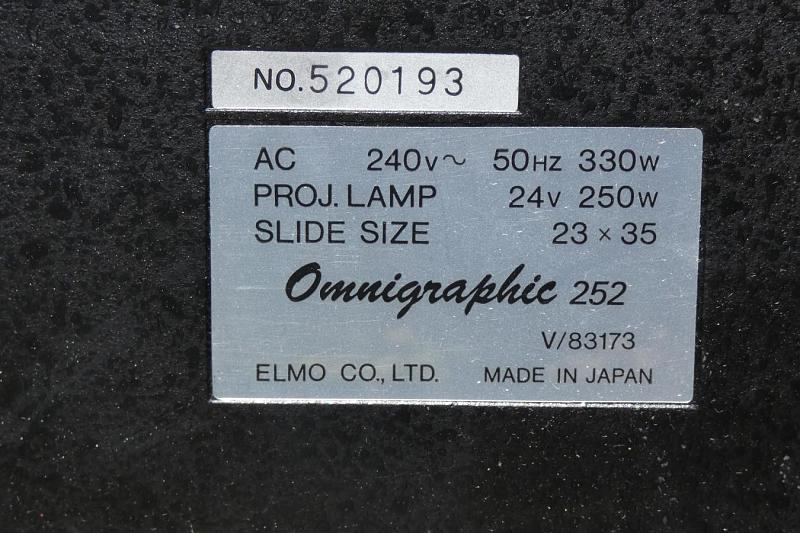 NO.520193
AC 240V~ 50HZ 330W
PROJ. LAMP 24V 250W
SLIDE SIZE 23 × 35
Omnigraphic 252
V/83173
ELMO CO., LTD. MADE IN JAPAN